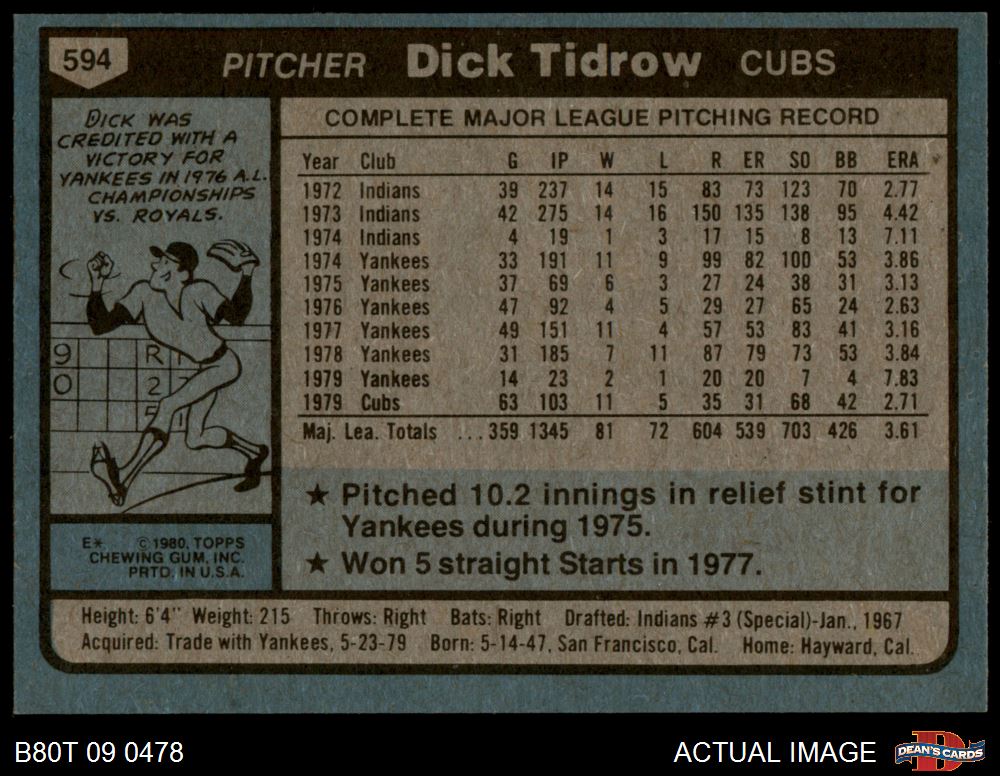 594 PITCHER Dick Tidrow CUBS
DICK WAS
CREDITED WITH A
VICTORY FOR
YANKEES IN 1976 A.L.
CHAMPIONSHIPS
VS. ROYALS.
9 R
0 2
5
E* © 1980, TOPPS
CHEWING GUM, INC.
PRTD. IN U.S.A.
COMPLETE MAJOR LEAGUE PITCHING RECORD
Year Club G IP W L R ER SO BB ERA
1972 Indians 39 237 14 15 83 73 123 70 2.77
1973 Indians 42 275 14 16 150 135 138 95 4.42
1974 Indians 4 19 1 3 17 15 8 13 7.11
1974 Yankees 33 191 11 9 99 82 100 53 3.86
1975 Yankees 37 69 6 3 27 24 38 31 3.13
1976 Yankees 47 92 4 5 29 27 65 24 2.63
1977 Yankees 49 151 11 4 57 53 83 41 3.16
1978 Yankees 31 185 7 11 87 79 73 53 3.84
1979 Yankees 14 23 2 1 20 20 7 4 7.83
1979 Cubs 63 103 11 5 35 31 68 42 2.71
Maj. Lea. Totals ...359 1345 81 72 604 539 703 426 3.61
★ Pitched 10.2 innings in relief stint for
Yankees during 1975.
★ Won 5 straight Starts in 1977.
Height: 6'4" Weight: 215 Throws: Right Bats: Right Drafted: Indians #3 (Special)-Jan., 1967
Acquired: Trade with Yankees, 5-23-79 Born: 5-14-47, San Francisco, Cal. Home: Hayward, Cal.
B80T 09 0478 ACTUAL IMAGE DEAN'S CARDS